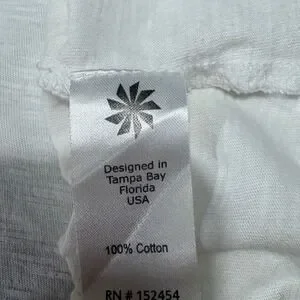 Designed in
Tampa Bay
Florida
USA
100% Cotton
RN # 152454